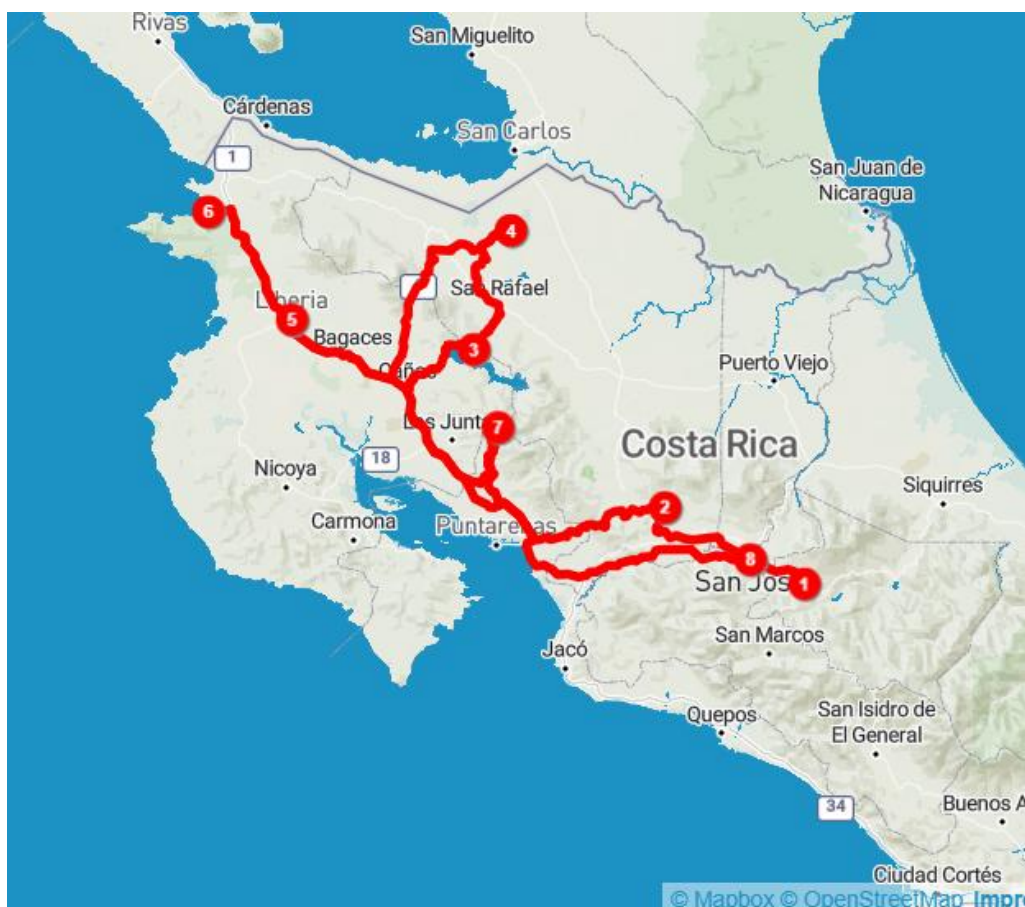 Rivas
San Miguelito
Cárdenas
San Carlos
1
San Juan de
Nicaragua
6
4
San Rafael
Liberia
5
Bagaces
3
Puerto Viejo
Cañas
Las Juntas
7
Costa Rica
18
Nicoya
Siquirres
2
Carmona
Puntarenas
8
San José
1
San Marcos
Jacó
San Isidro de
El General
Quepos
34
Buenos A
Ciudad Cortés
© Mapbox © OpenStreetMap Impre